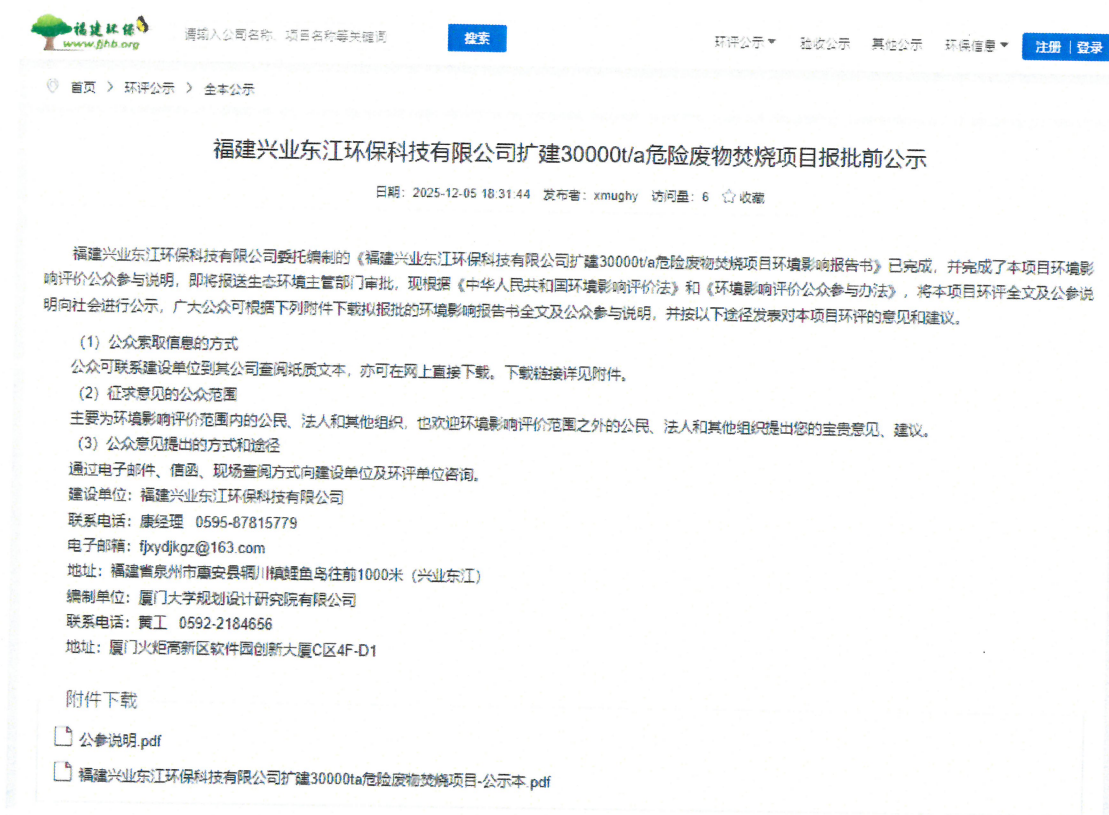 福建环保
www.fjhb.org
请输入公司名称、项目名称等关键词
搜索
环评公示 验收公示 其他公示 环保信息 注册 | 登录
首页 > 环评公示 > 全本公示
福建兴业东江环保科技有限公司扩建30000t/a危险废物焚烧项目报批前公示
日期：2025-12-05 18:31:44 发布者：xmughy 访问量：6 ☆收藏
福建兴业东江环保科技有限公司委托编制的《福建兴业东江环保科技有限公司扩建30000t/a危险废物焚烧项目环境影响报告书》已完成，并完成了本项目环境影
响评价公众参与说明，即将报送生态环境主管部门审批，现根据《中华人民共和国环境影响评价法》和《环境影响评价公众参与办法》，将本项目环评全文及公参说
明向社会进行公示，广大公众可根据下列附件下载拟报批的环境影响报告书全文及公众参与说明，并按以下途径发表对本项目环评的意见和建议。
（1）公众索取信息的方式
公众可联系建设单位到其公司查阅纸质文本，亦可在网上直接下载。下载链接详见附件。
（2）征求意见的公众范围
主要为环境影响评价范围内的公民、法人和其他组织，也欢迎环境影响评价范围之外的公民、法人和其他组织提出您的宝贵意见、建议。
（3）公众意见提出的方式和途径
通过电子邮件、信函、现场查阅方式向建设单位及环评单位咨询。
建设单位：福建兴业东江环保科技有限公司
联系电话：康经理 0595-87815779
电子邮箱：fjxydjkgz@163.com
地址：福建省泉州市惠安县辋川镇鲤鱼岛往前1000米（兴业东江）
编制单位：厦门大学规划设计研究院有限公司
联系电话：黄工 0592-2184656
地址：厦门火炬高新区软件园创新大厦C区4F-D1
附件下载
公参说明.pdf
福建兴业东江环保科技有限公司扩建30000ta危险废物焚烧项目-公示本.pdf